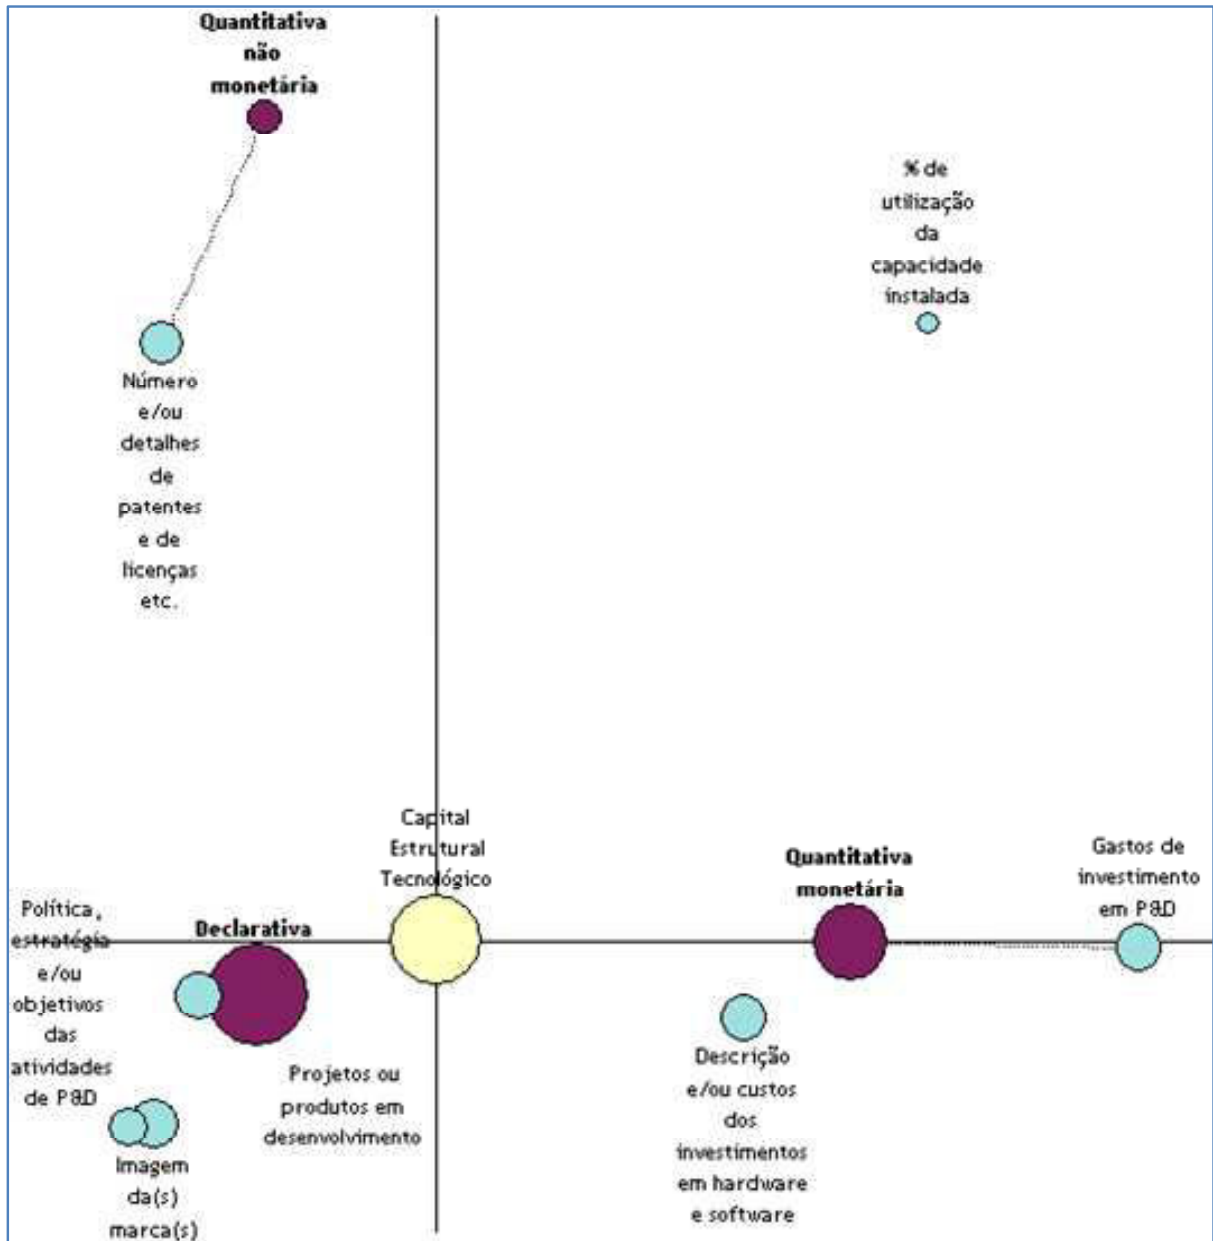 Quantitativa
não
monetária
% de
utilização
da
capacidade
instalada
Número
e/ou
detalhes
de
patentes
e de
licenças
etc.
Capital
Estrutural
Tecnológico
Quantitativa
monetária
Gastos de
investimento
em P&D
Política,
estratégia
e/ou
objetivos
das
atividades
de P&D
Declarativa
Projetos ou
produtos em
desenvolvimento
Descrição
e/ou custos
dos
investimentos
em hardware
e software
Imagem
da(s)
marca(s)